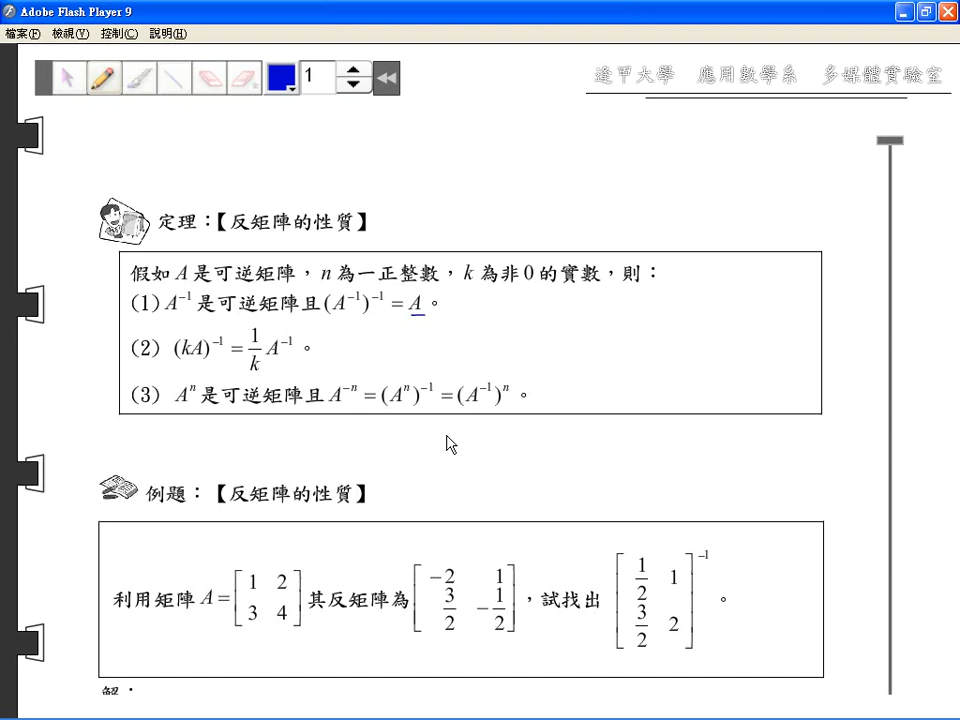 Adobe Flash Player 9
檔案(F) 檢視(V) 控制(C) 說明(H)
1
逢甲大學 應用數學系 多媒體實驗室
定理：【反矩陣的性質】
假如 A 是可逆矩陣，n 為一正整數，k 為非 0 的實數，則：
(1) A⁻¹ 是可逆矩陣且 (A⁻¹)⁻¹ = A。
(2) (kA)⁻¹ = 1/k A⁻¹。
(3) Aⁿ 是可逆矩陣且 A⁻ⁿ = (Aⁿ)⁻¹ = (A⁻¹)ⁿ。
例題：【反矩陣的性質】
利用矩陣 A = [1 2; 3 4] 其反矩陣為 [-2 1; 3/2 -1/2]，試找出 [1/2 1; 3/2 2]⁻¹。
解：